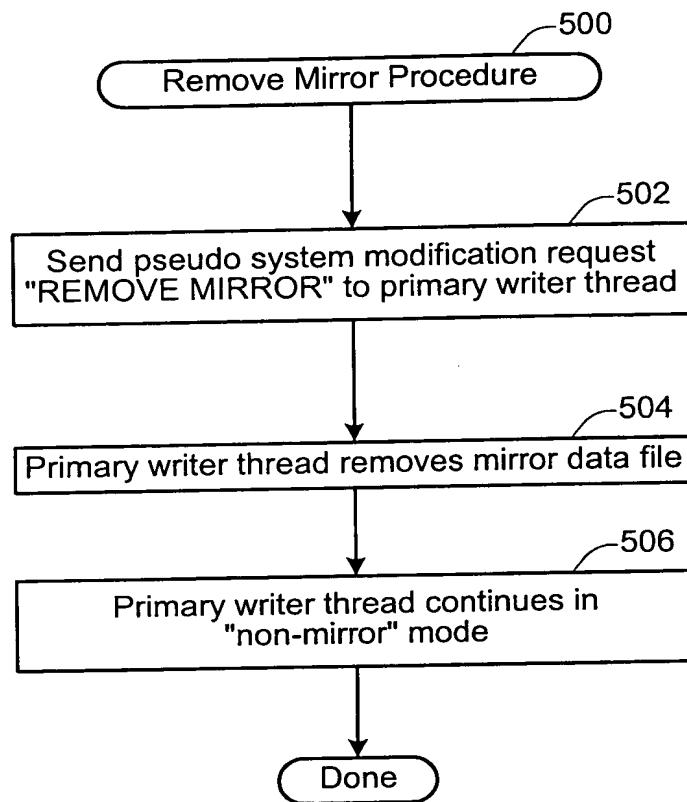 500
Remove Mirror Procedure
502
Send pseudo system modification request
"REMOVE MIRROR" to primary writer thread
504
Primary writer thread removes mirror data file
506
Primary writer thread continues in
"non-mirror" mode
Done